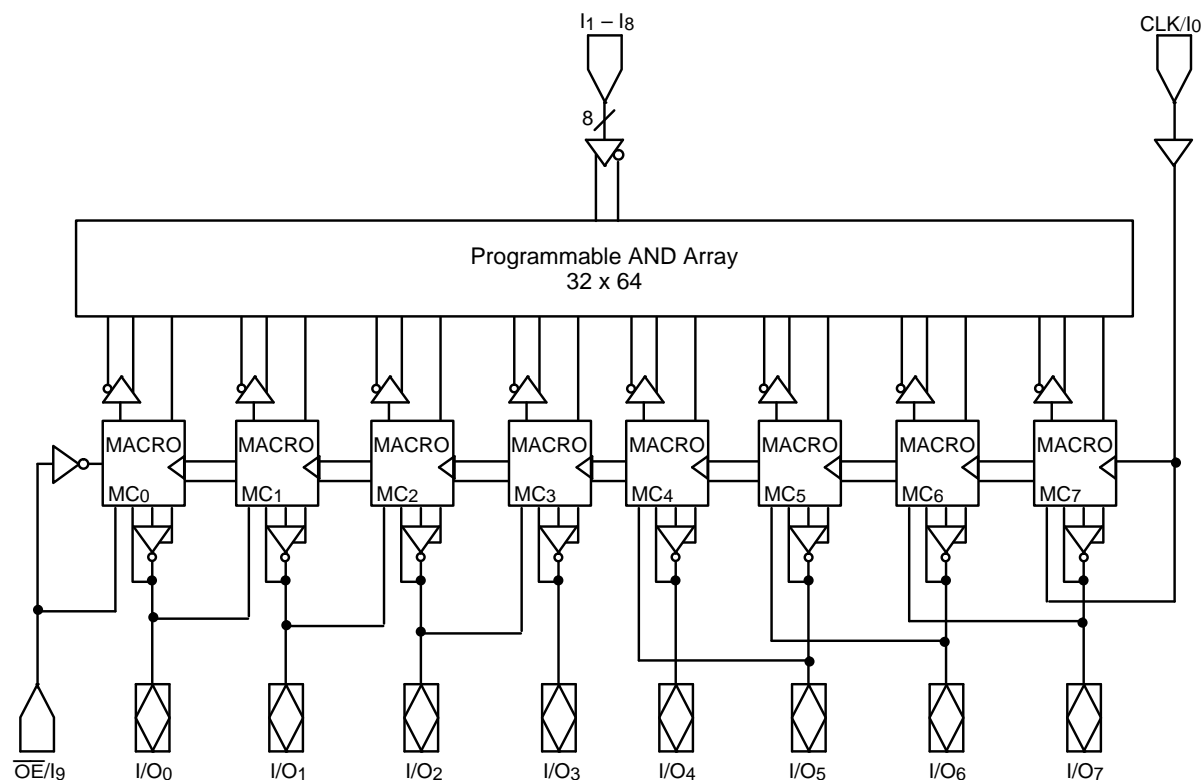 I1 – I8
CLK/I0
8
Programmable AND Array
32 x 64
MACRO
MACRO
MACRO
MACRO
MACRO
MACRO
MACRO
MACRO
MC0
MC1
MC2
MC3
MC4
MC5
MC6
MC7
OE/I9
I/O0
I/O1
I/O2
I/O3
I/O4
I/O5
I/O6
I/O7